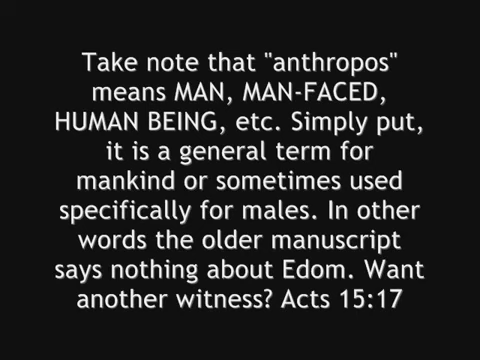 Take note that "anthropos"
means MAN, MAN-FACED,
HUMAN BEING, etc. Simply put,
it is a general term for
mankind or sometimes used
specifically for males. In other
words the older manuscript
says nothing about Edom. Want
another witness? Acts 15:17